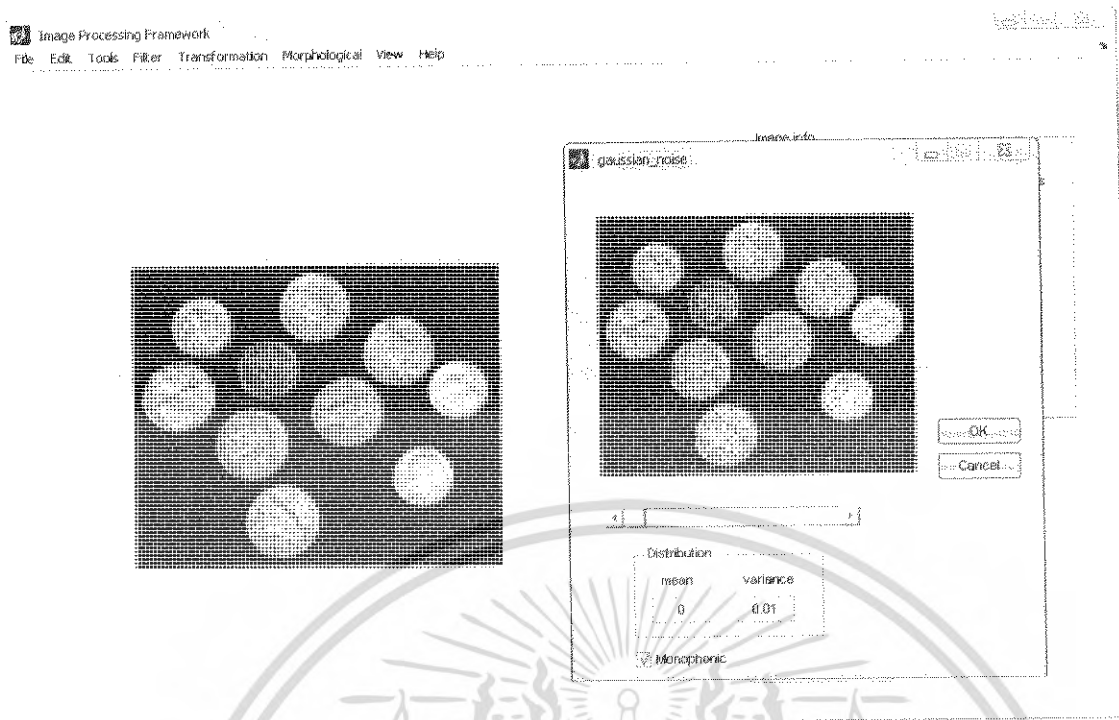 Image Processing Framework
File Edit Tools Filter Transformation Morphological View Help
Image info
gaussian_noise
OK
Cancel
Distribution
mean variance
0 0.01
Monophonic